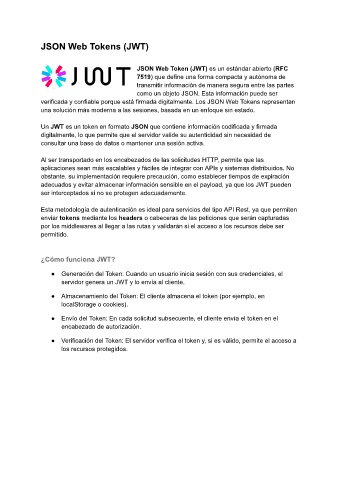 JSON Web Tokens (JWT)
JWT
JSON Web Token (JWT) es un estándar abierto (RFC
7519) que define una forma compacta y autónoma de
transmitir información de manera segura entre las partes
como un objeto JSON. Esta información puede ser
verificada y confiable porque está firmada digitalmente. Los JSON Web Tokens representan
una solución más moderna a las sesiones, basada en un enfoque sin estado.
Un JWT es un token en formato JSON que contiene información codificada y firmada
digitalmente, lo que permite que el servidor valide su autenticidad sin necesidad de
consultar una base de datos o mantener una sesión activa.
Al ser transportado en los encabezados de las solicitudes HTTP, permite que las
aplicaciones sean más escalables y fáciles de integrar con APIs y sistemas distribuidos. No
obstante, su implementación requiere precaución, como establecer tiempos de expiración
adecuados y evitar almacenar información sensible en el payload, ya que los JWT pueden
ser interceptados si no se protegen adecuadamente.
Esta metodología de autenticación es ideal para servicios del tipo API Rest, ya que permiten
enviar tokens mediante los headers o cabeceras de las peticiones que serán capturadas
por los middlewares al llegar a las rutas y validarán si el acceso a los recursos debe ser
permitido.
¿Cómo funciona JWT?
● Generación del Token: Cuando un usuario inicia sesión con sus credenciales, el
servidor genera un JWT y lo envía al cliente.
● Almacenamiento del Token: El cliente almacena el token (por ejemplo, en
localStorage o cookies).
● Envío del Token: En cada solicitud subsecuente, el cliente envía el token en el
encabezado de autorización.
● Verificación del Token: El servidor verifica el token y, si es válido, permite el acceso a
los recursos protegidos.